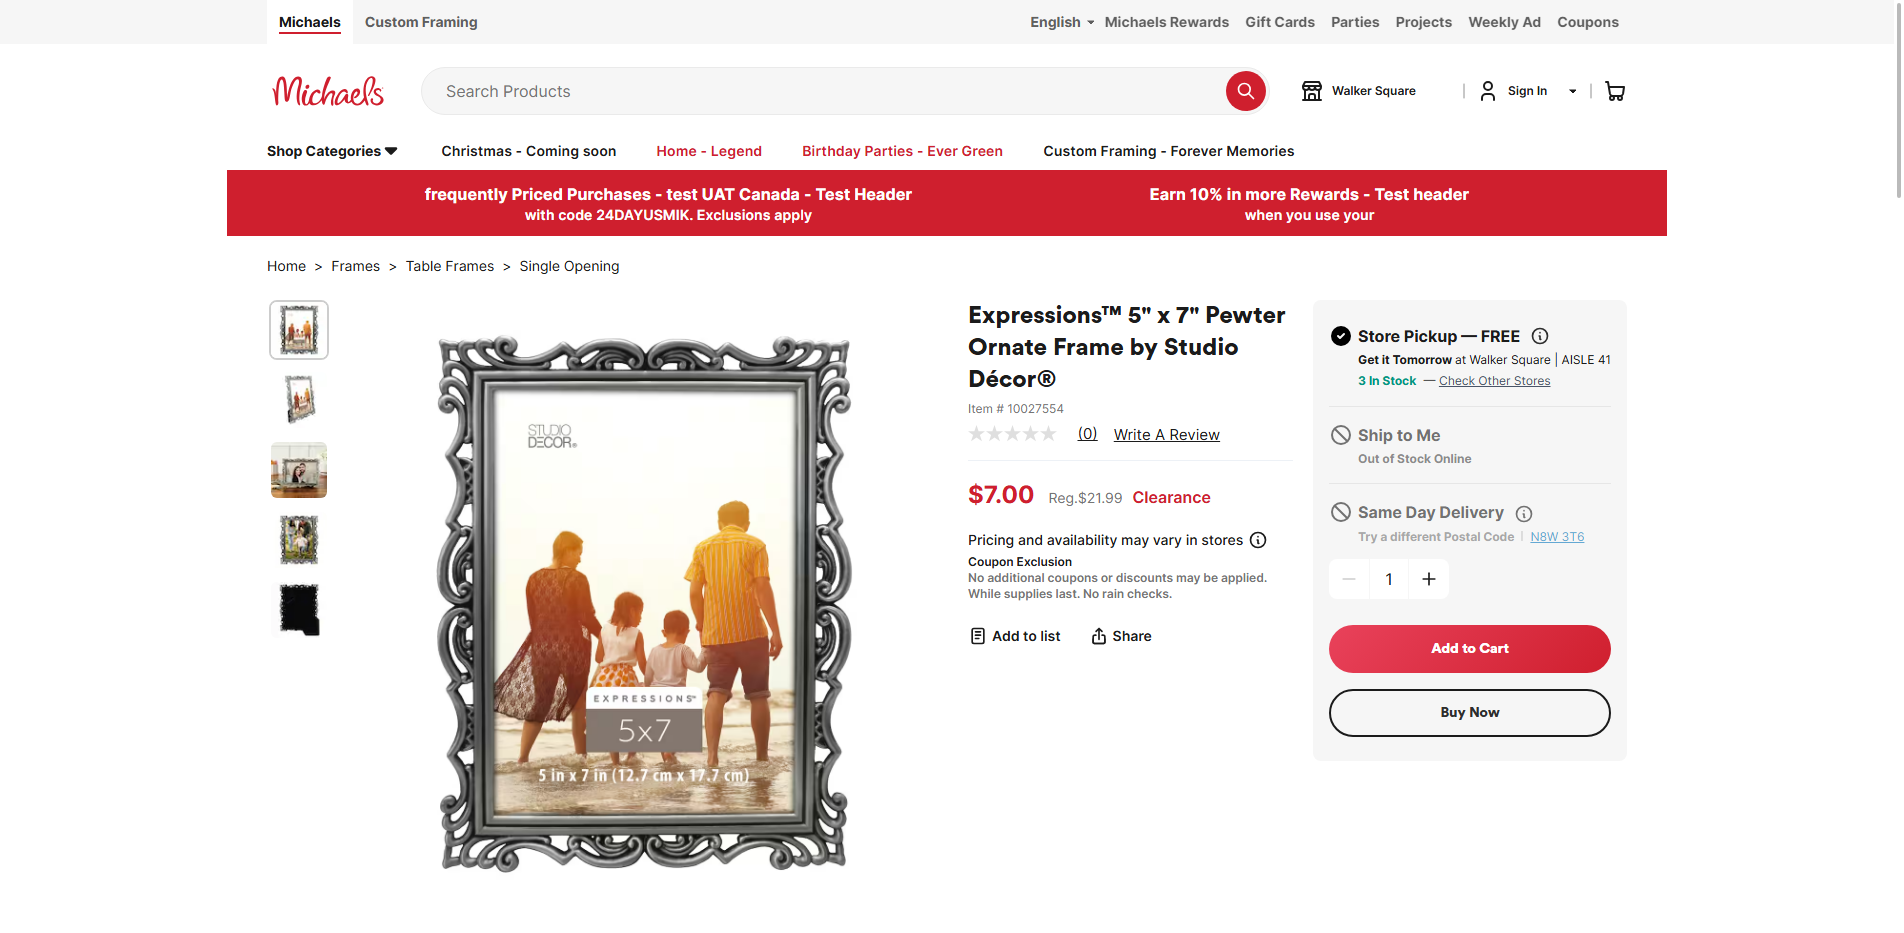 Michaels
Custom Framing
English
Michaels Rewards
Gift Cards
Parties
Projects
Weekly Ad
Coupons
Michaels
Search Products
Walker Square
Sign In
Shop Categories
Christmas - Coming soon
Home - Legend
Birthday Parties - Ever Green
Custom Framing - Forever Memories
frequently Priced Purchases - test UAT Canada - Test Header
with code 24DAYUSMIK. Exclusions apply
Earn 10% in more Rewards - Test header
when you use your
Home > Frames > Table Frames > Single Opening
STUDIO
DECOR®
EXPRESSIONS™
5x7
5 in x 7 in (12.7 cm x 17.7 cm)
Expressions™ 5" x 7" Pewter
Ornate Frame by Studio
Décor®
Item # 10027554
(0) Write A Review
$7.00 Reg.$21.99 Clearance
Pricing and availability may vary in stores
Coupon Exclusion
No additional coupons or discounts may be applied.
While supplies last. No rain checks.
Add to list
Share
Store Pickup — FREE
Get it Tomorrow at Walker Square | AISLE 41
3 In Stock — Check Other Stores
Ship to Me
Out of Stock Online
Same Day Delivery
Try a different Postal Code | N8W 3T6
1
Add to Cart
Buy Now